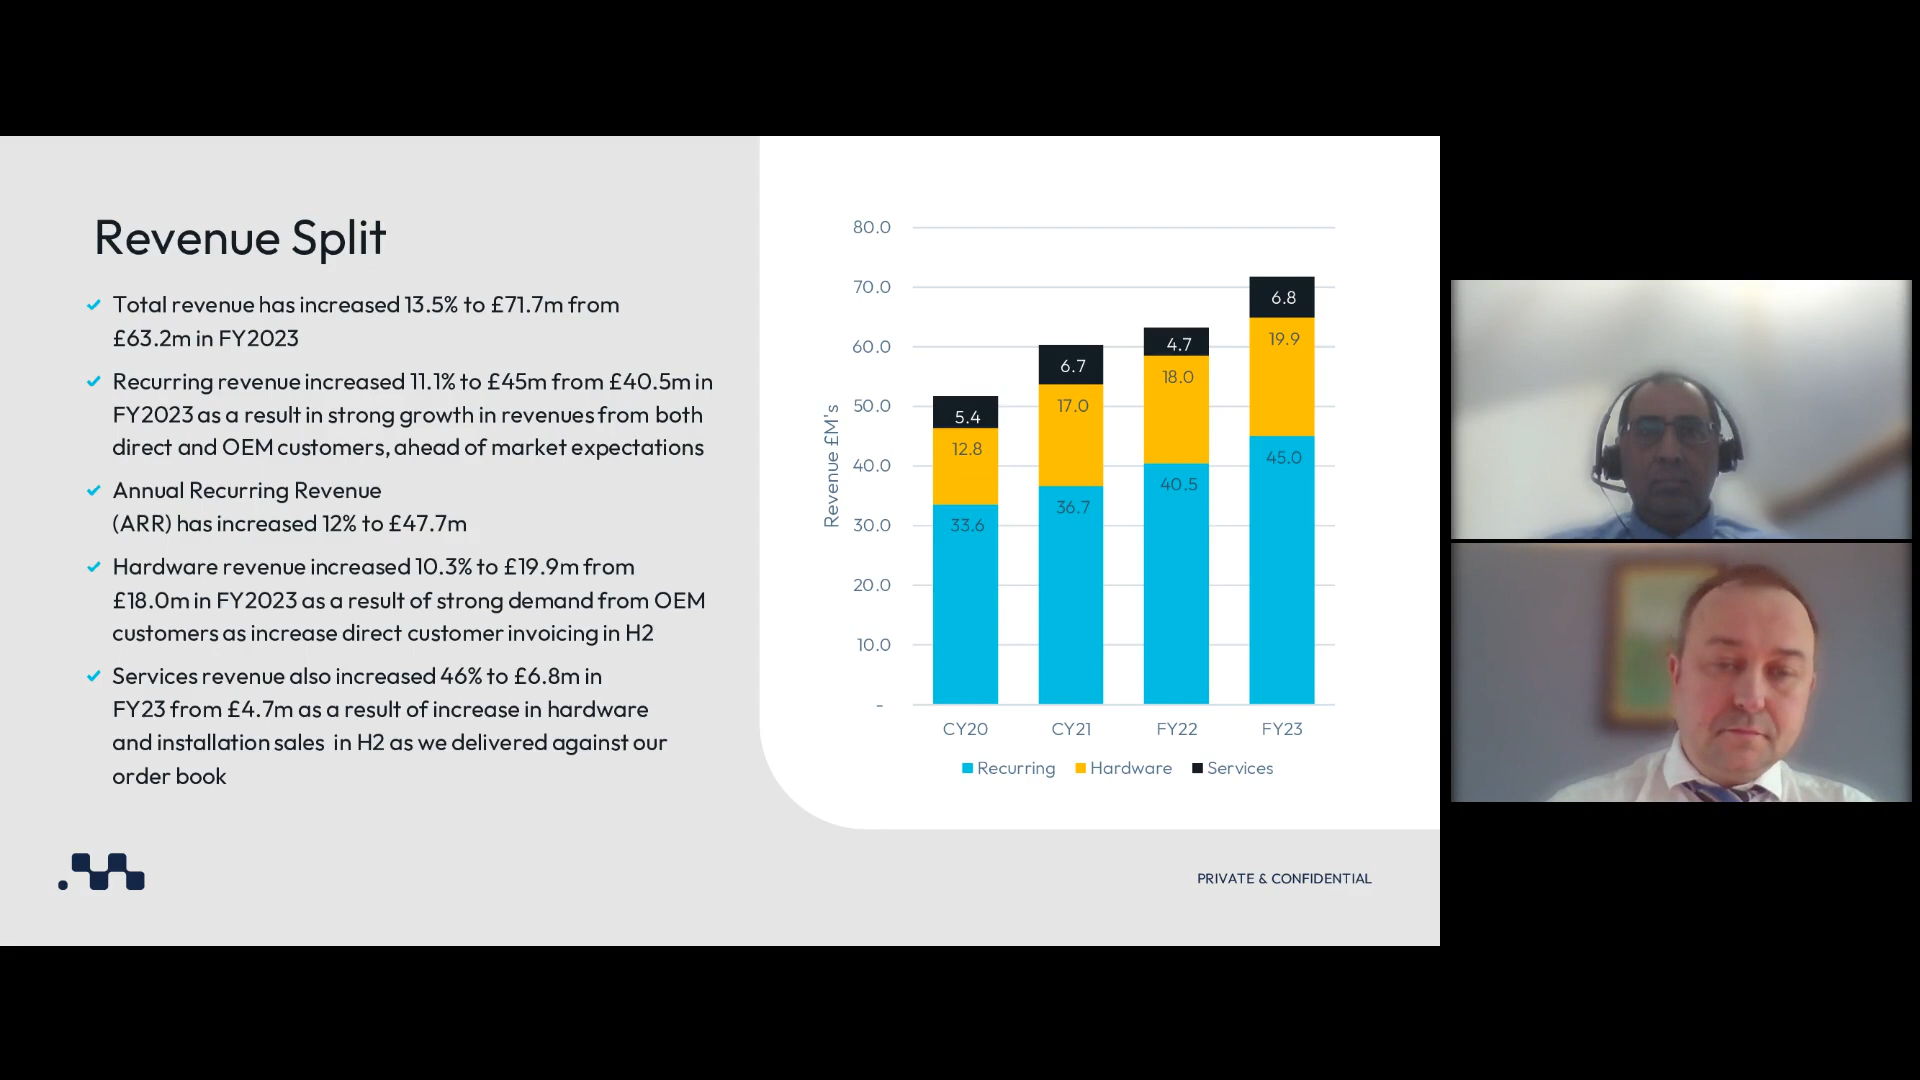 Revenue Split
Total revenue has increased 13.5% to £71.7m from
£63.2m in FY2023
Recurring revenue increased 11.1% to £45m from £40.5m in
FY2023 as a result in strong growth in revenues from both
direct and OEM customers, ahead of market expectations
Annual Recurring Revenue
(ARR) has increased 12% to £47.7m
Hardware revenue increased 10.3% to £19.9m from
£18.0m in FY2023 as a result of strong demand from OEM
customers as increase direct customer invoicing in H2
Services revenue also increased 46% to £6.8m in
FY23 from £4.7m as a result of increase in hardware
and installation sales in H2 as we delivered against our
order book
Revenue £M's
80.0
70.0
60.0
50.0
40.0
30.0
20.0
10.0
-
5.4
12.8
33.6
6.7
17.0
36.7
4.7
18.0
40.5
6.8
19.9
45.0
CY20 CY21 FY22 FY23
Recurring Hardware Services
PRIVATE & CONFIDENTIAL